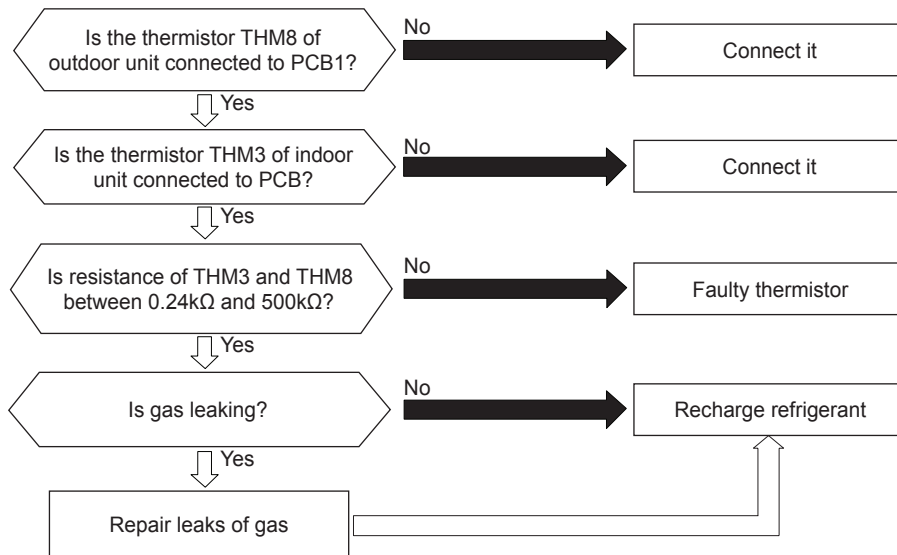 Is the thermistor THM8 of
outdoor unit connected to PCB1?
No
Connect it
Yes
Is the thermistor THM3 of indoor
unit connected to PCB?
No
Connect it
Yes
Is resistance of THM3 and THM8
between 0.24kΩ and 500kΩ?
No
Faulty thermistor
Yes
Is gas leaking?
No
Recharge refrigerant
Yes
Repair leaks of gas